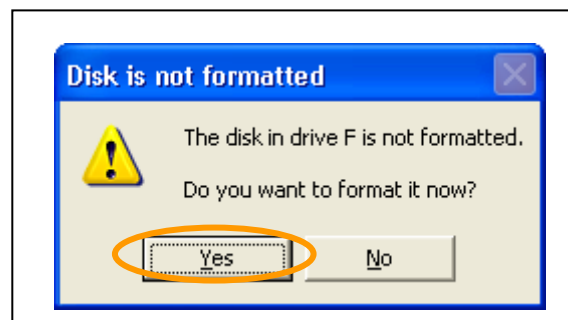 Disk is not formatted
The disk in drive F is not formatted.
Do you want to format it now?
Yes No